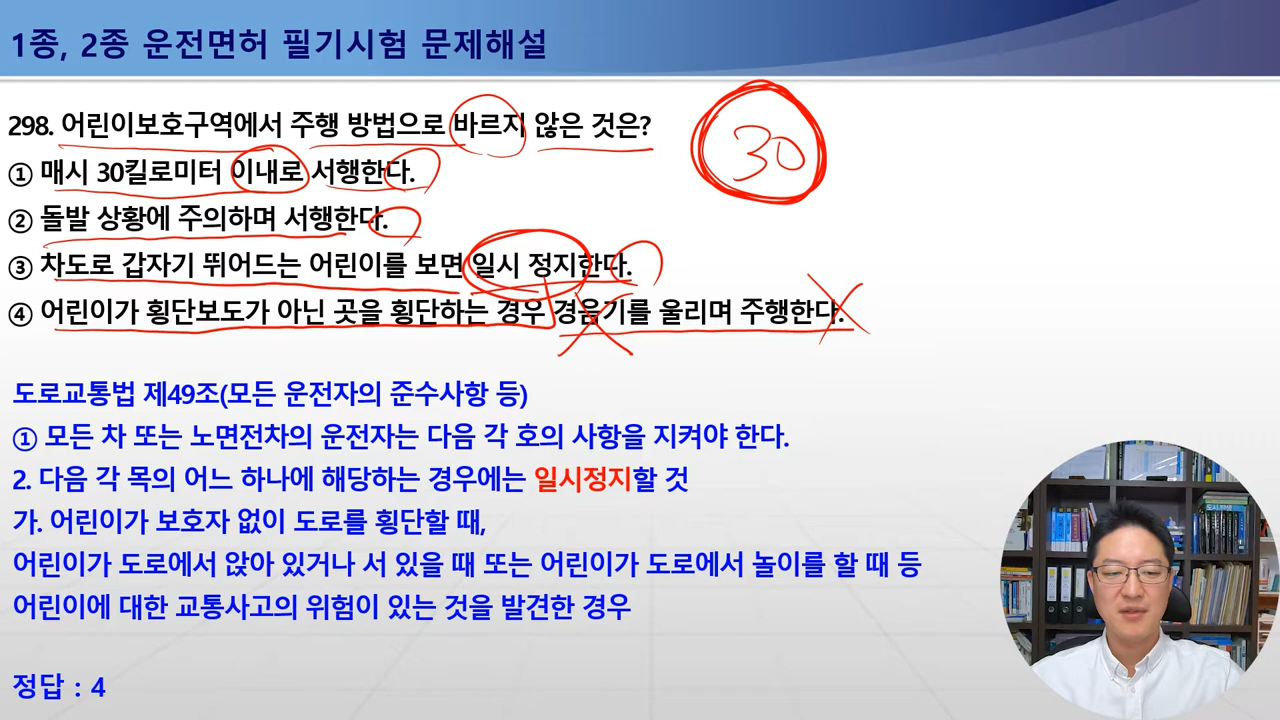 1종, 2종 운전면허 필기시험 문제해설
298. 어린이보호구역에서 주행 방법으로 바르지 않은 것은?
30
① 매시 30킬로미터 이내로 서행한다.
② 돌발 상황에 주의하며 서행한다.
③ 차도로 갑자기 뛰어드는 어린이를 보면 일시 정지한다.
④ 어린이가 횡단보도가 아닌 곳을 횡단하는 경우 경음기를 울리며 주행한다.
도로교통법 제49조(모든 운전자의 준수사항 등)
① 모든 차 또는 노면전차의 운전자는 다음 각 호의 사항을 지켜야 한다.
2. 다음 각 목의 어느 하나에 해당하는 경우에는 일시정지할 것
가. 어린이가 보호자 없이 도로를 횡단할 때,
어린이가 도로에서 앉아 있거나 서 있을 때 또는 어린이가 도로에서 놀이를 할 때 등
어린이에 대한 교통사고의 위험이 있는 것을 발견한 경우
정답 : 4